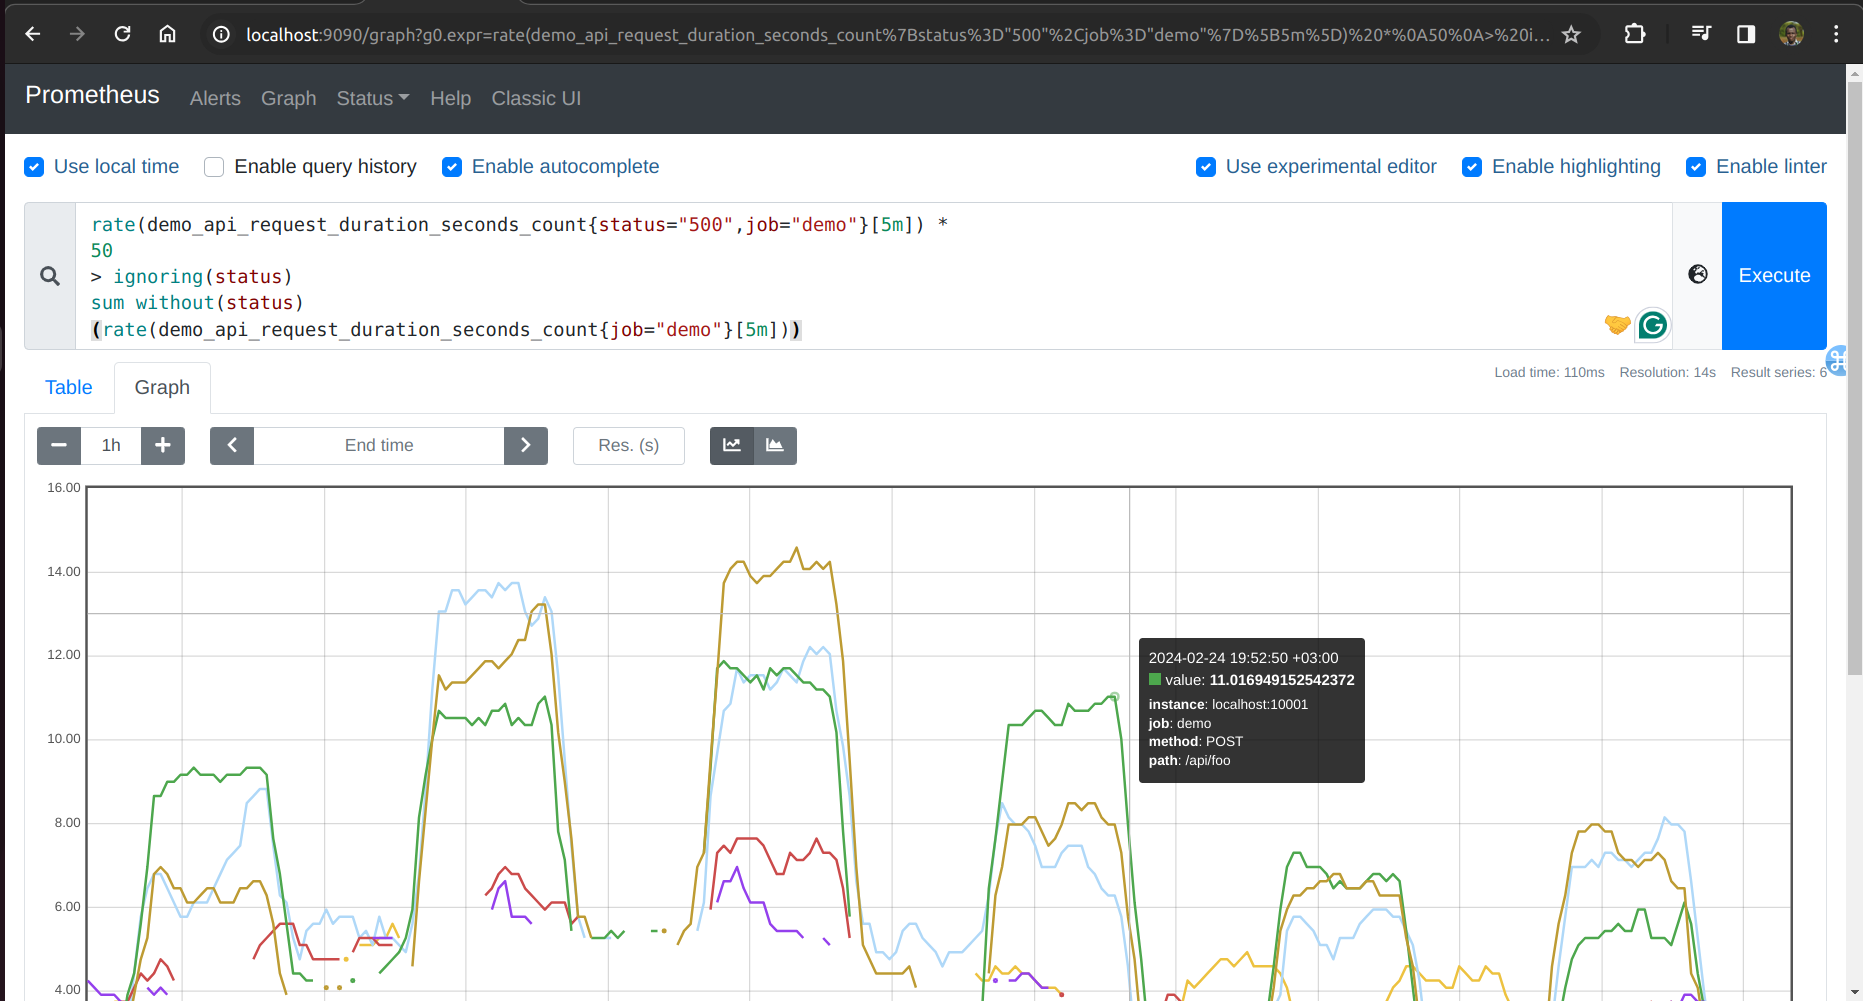 localhost:9090/graph?g0.expr=rate(demo_api_request_duration_seconds_count%7Bstatus%3D"500"%2Cjob%3D"demo"%7D%5B5m%5D)%20*%0A50%0A>%20i...
Prometheus Alerts Graph Status Help Classic UI
Use local time Enable query history Enable autocomplete Use experimental editor Enable highlighting Enable linter
rate(demo_api_request_duration_seconds_count{status="500",job="demo"}[5m]) *
50
> ignoring(status)
sum without(status)
(rate(demo_api_request_duration_seconds_count{job="demo"}[5m]))
Execute
Table Graph
Load time: 110ms Resolution: 14s Result series: 6
1h End time Res. (s)
16.00
14.00
12.00
10.00
8.00
6.00
4.00
2024-02-24 19:52:50 +03:00
value: 11.016949152542372
instance: localhost:10001
job: demo
method: POST
path: /api/foo